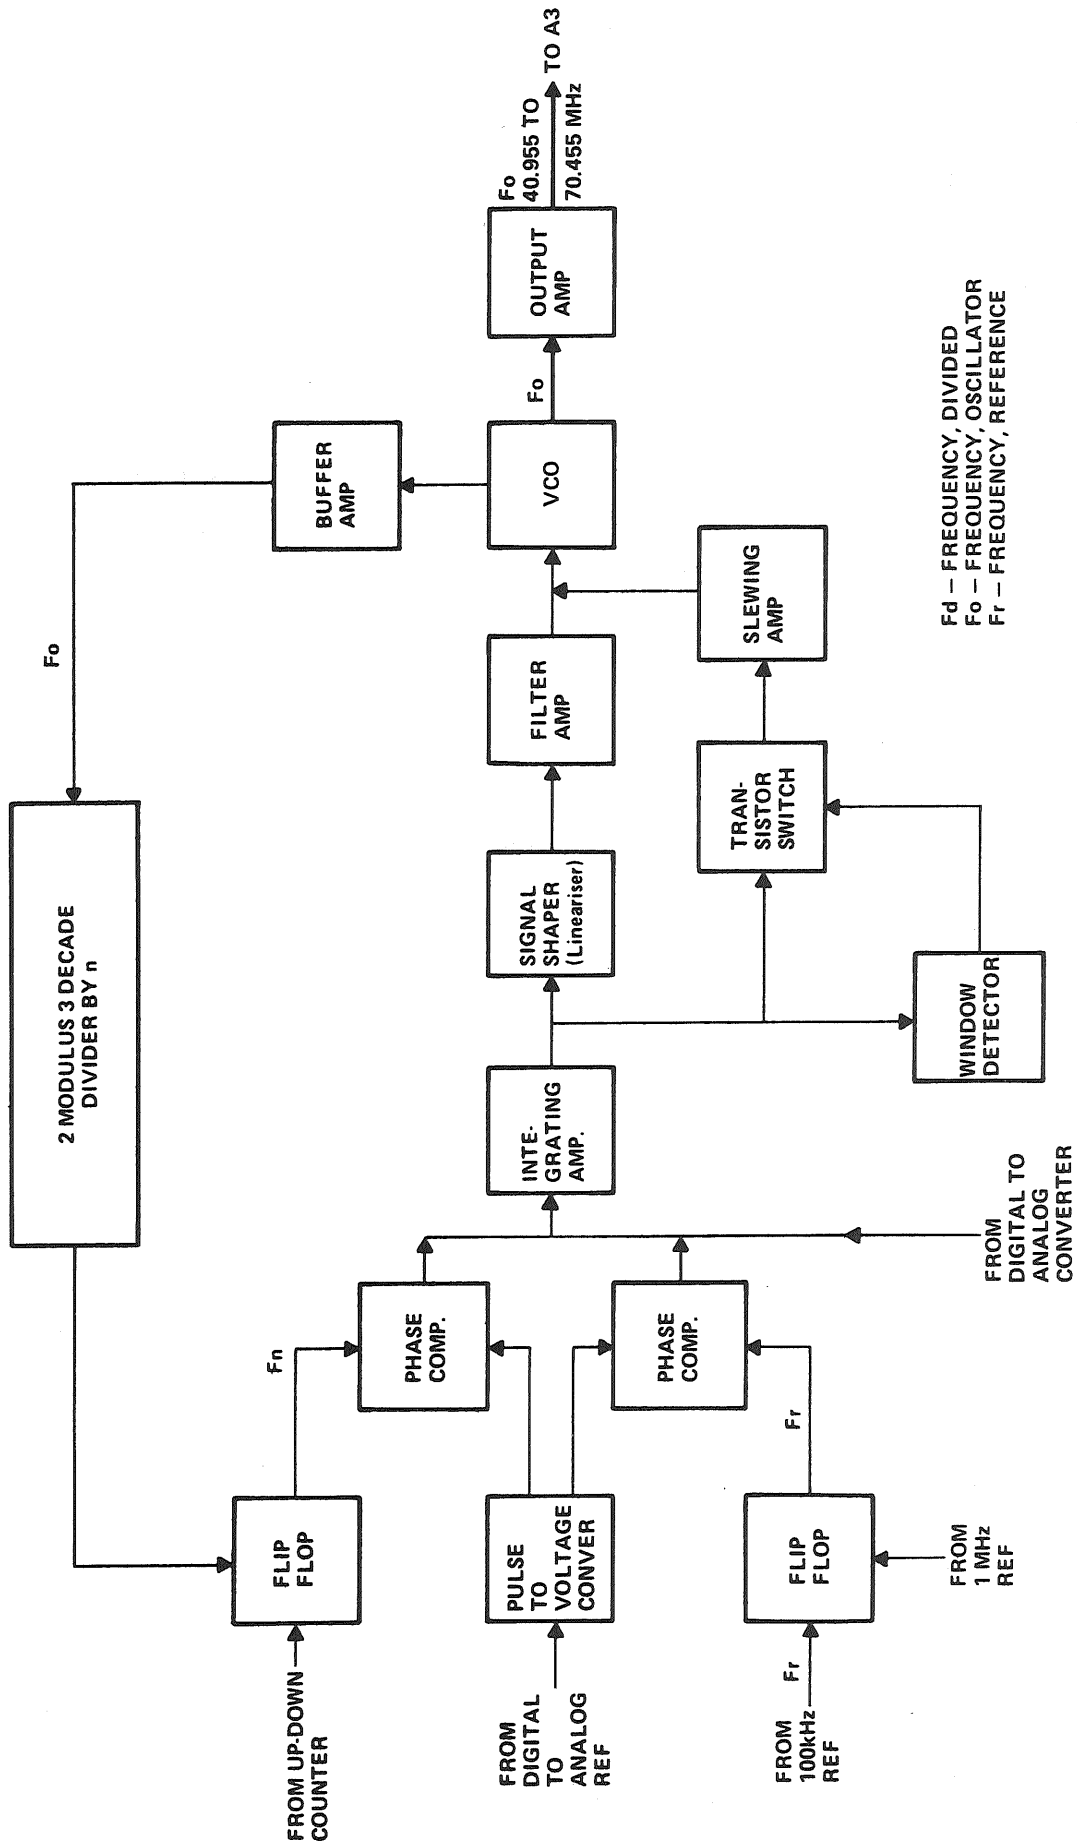 2 MODULUS 3 DECADE
DIVIDER BY n
Fo
BUFFER
AMP
FROM UP-DOWN
COUNTER
FLIP
FLOP
Fn
PHASE
COMP.
FROM
DIGITAL
TO
ANALOG
REF
PULSE
TO
VOLTAGE
CONVER
INTE-
GRATING
AMP.
SIGNAL
SHAPER
(Lineariser)
FILTER
AMP
VCO
Fo
OUTPUT
AMP
Fo
40.955 TO
70.455 MHz
TO A3
PHASE
COMP.
FROM
100kHz
REF
Fr
FLIP
FLOP
Fr
FROM
1 MHz
REF
TRAN-
SISTOR
SWITCH
SLEWING
AMP
WINDOW
DETECTOR
FROM
DIGITAL TO
ANALOG
CONVERTER
Fd — FREQUENCY, DIVIDED
Fo — FREQUENCY, OSCILLATOR
Fr — FREQUENCY, REFERENCE